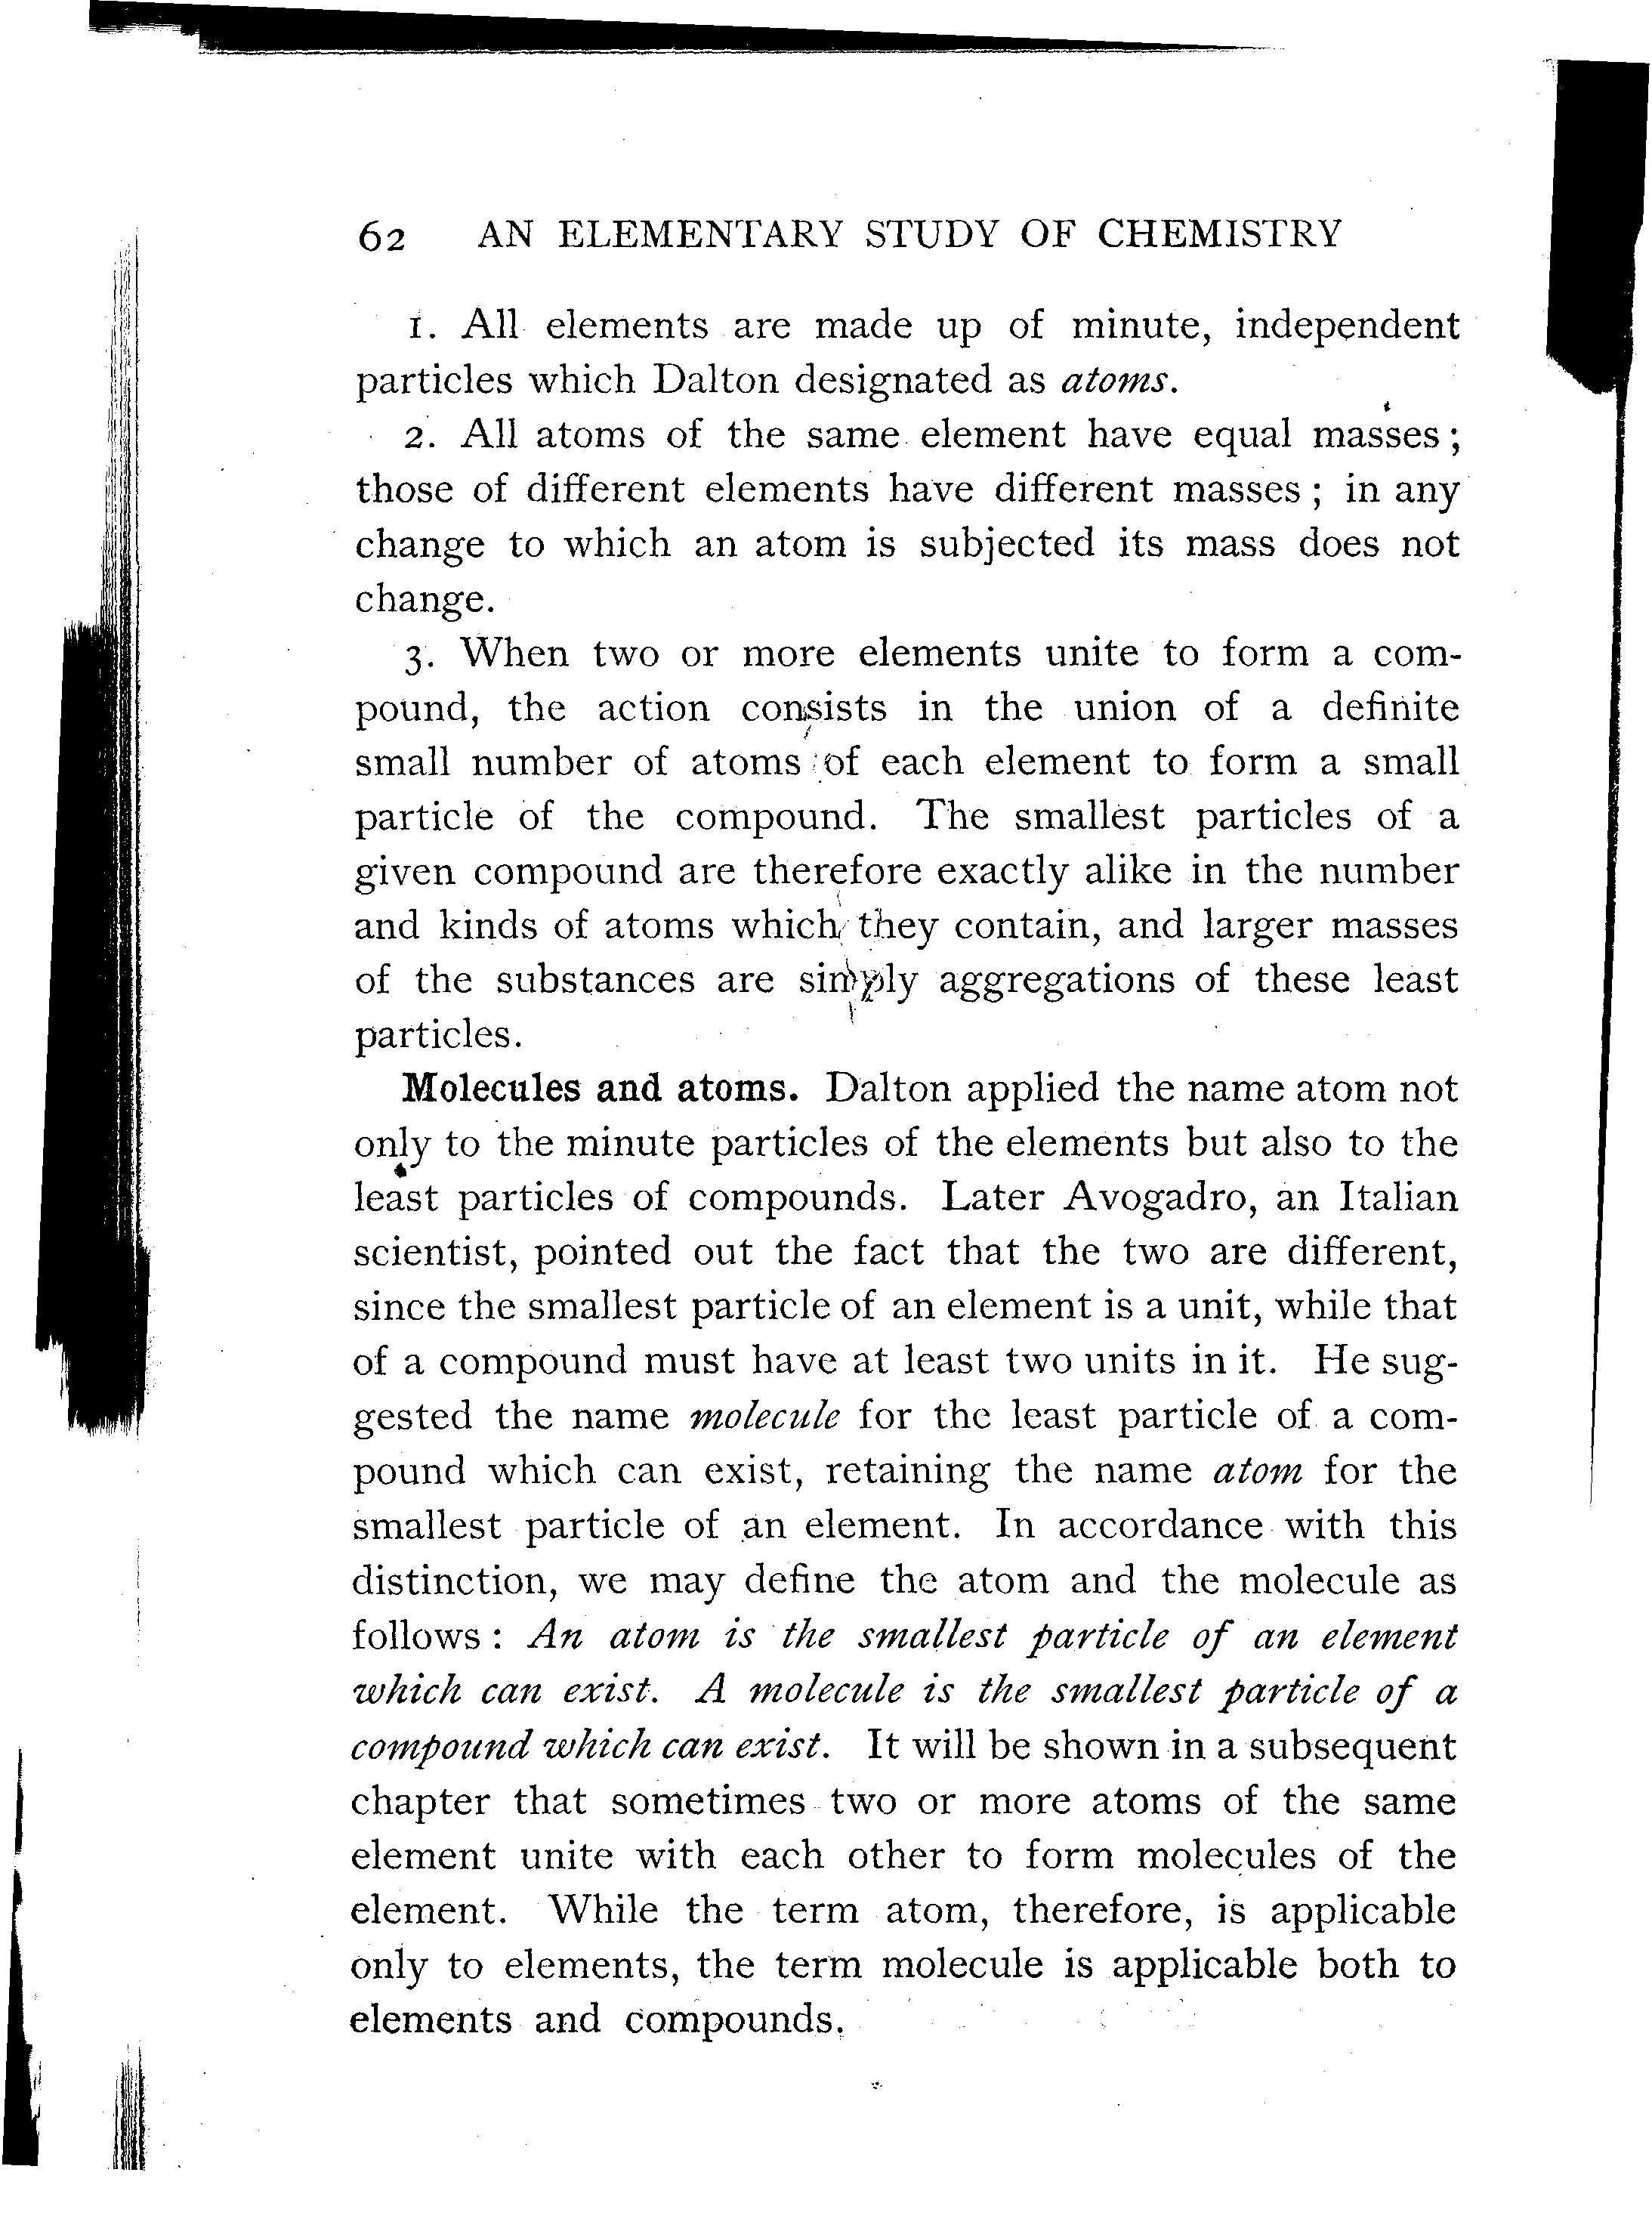 62 AN ELEMENTARY STUDY OF CHEMISTRY
1. All elements are made up of minute, independent
particles which Dalton designated as atoms.
2. All atoms of the same element have equal masses;
those of different elements have different masses; in any
change to which an atom is subjected its mass does not
change.
3. When two or more elements unite to form a com-
pound, the action consists in the union of a definite
small number of atoms of each element to form a small
particle of the compound. The smallest particles of a
given compound are therefore exactly alike in the number
and kinds of atoms which they contain, and larger masses
of the substances are simply aggregations of these least
particles.
Molecules and atoms. Dalton applied the name atom not
only to the minute particles of the elements but also to the
least particles of compounds. Later Avogadro, an Italian
scientist, pointed out the fact that the two are different,
since the smallest particle of an element is a unit, while that
of a compound must have at least two units in it. He sug-
gested the name molecule for the least particle of a com-
pound which can exist, retaining the name atom for the
smallest particle of an element. In accordance with this
distinction, we may define the atom and the molecule as
follows: An atom is the smallest particle of an element
which can exist. A molecule is the smallest particle of a
compound which can exist. It will be shown in a subsequent
chapter that sometimes two or more atoms of the same
element unite with each other to form molecules of the
element. While the term atom, therefore, is applicable
only to elements, the term molecule is applicable both to
elements and compounds.